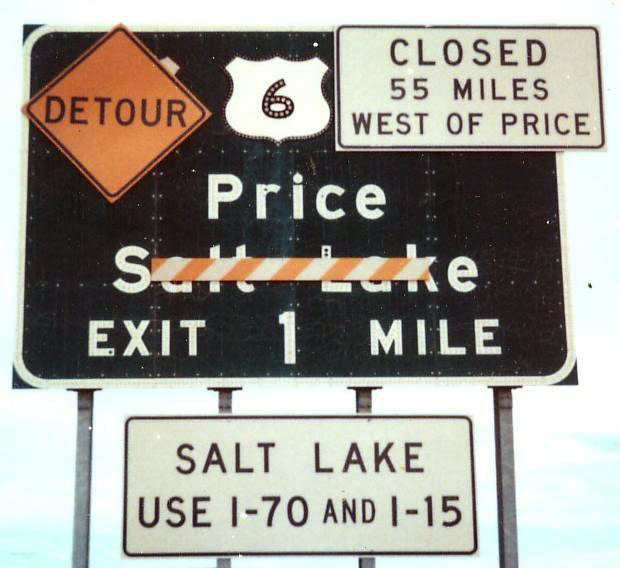 DETOUR
6
CLOSED
55 MILES
WEST OF PRICE
Price
Salt Lake
EXIT 1 MILE
SALT LAKE
USE I-70 AND I-15